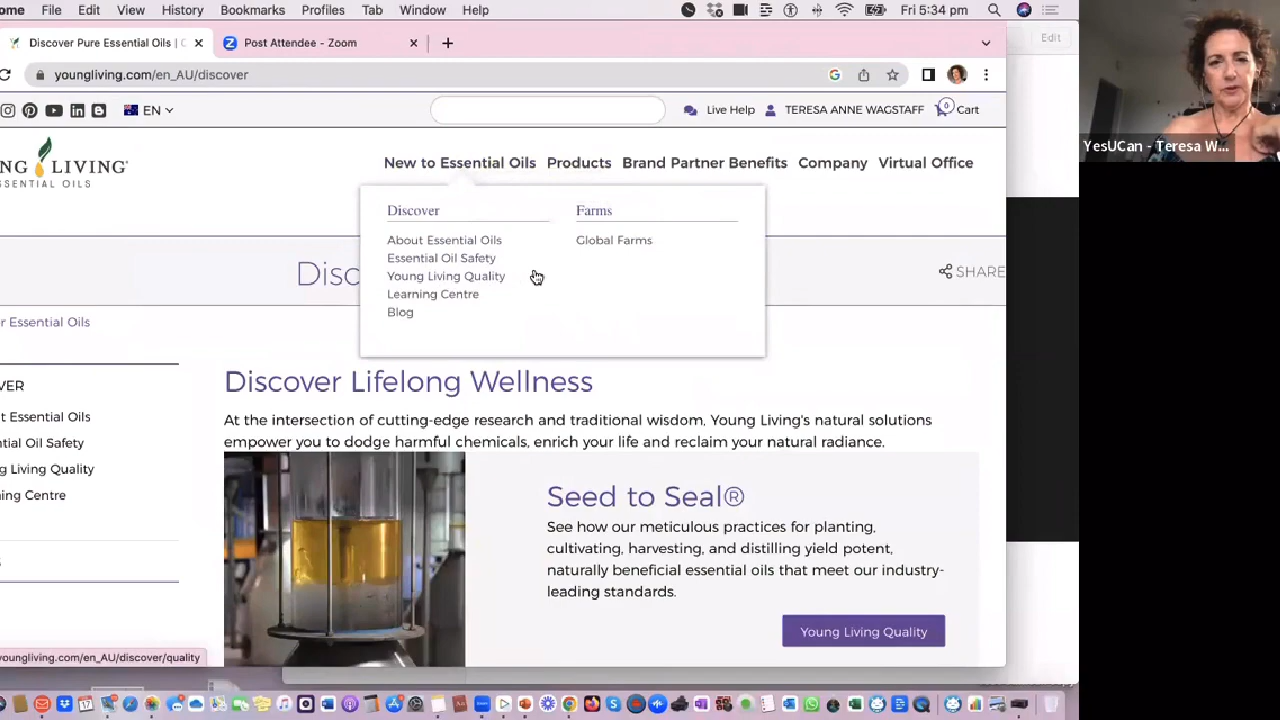 ome File Edit View History Bookmarks Profiles Tab Window Help Fri 5:34 pm
Discover Pure Essential Oils | Post Attendee - Zoom Edit
youngliving.com/en_AU/discover
EN Live Help TERESA ANNE WAGSTAFF 0 Cart
YesUCan - Teresa W...
NG LIVING®
ESSENTIAL OILS
New to Essential Oils Products Brand Partner Benefits Company Virtual Office
Discover Farms
About Essential Oils Global Farms
Essential Oil Safety
Young Living Quality
Learning Centre
Blog
Disc
SHARE
r Essential Oils
VER
t Essential Oils
ntial Oil Safety
g Living Quality
ning Centre
Discover Lifelong Wellness
At the intersection of cutting-edge research and traditional wisdom, Young Living's natural solutions
empower you to dodge harmful chemicals, enrich your life and reclaim your natural radiance.
Seed to Seal®
See how our meticulous practices for planting,
cultivating, harvesting, and distilling yield potent,
naturally beneficial essential oils that meet our industry-
leading standards.
Young Living Quality
youngliving.com/en_AU/discover/quality